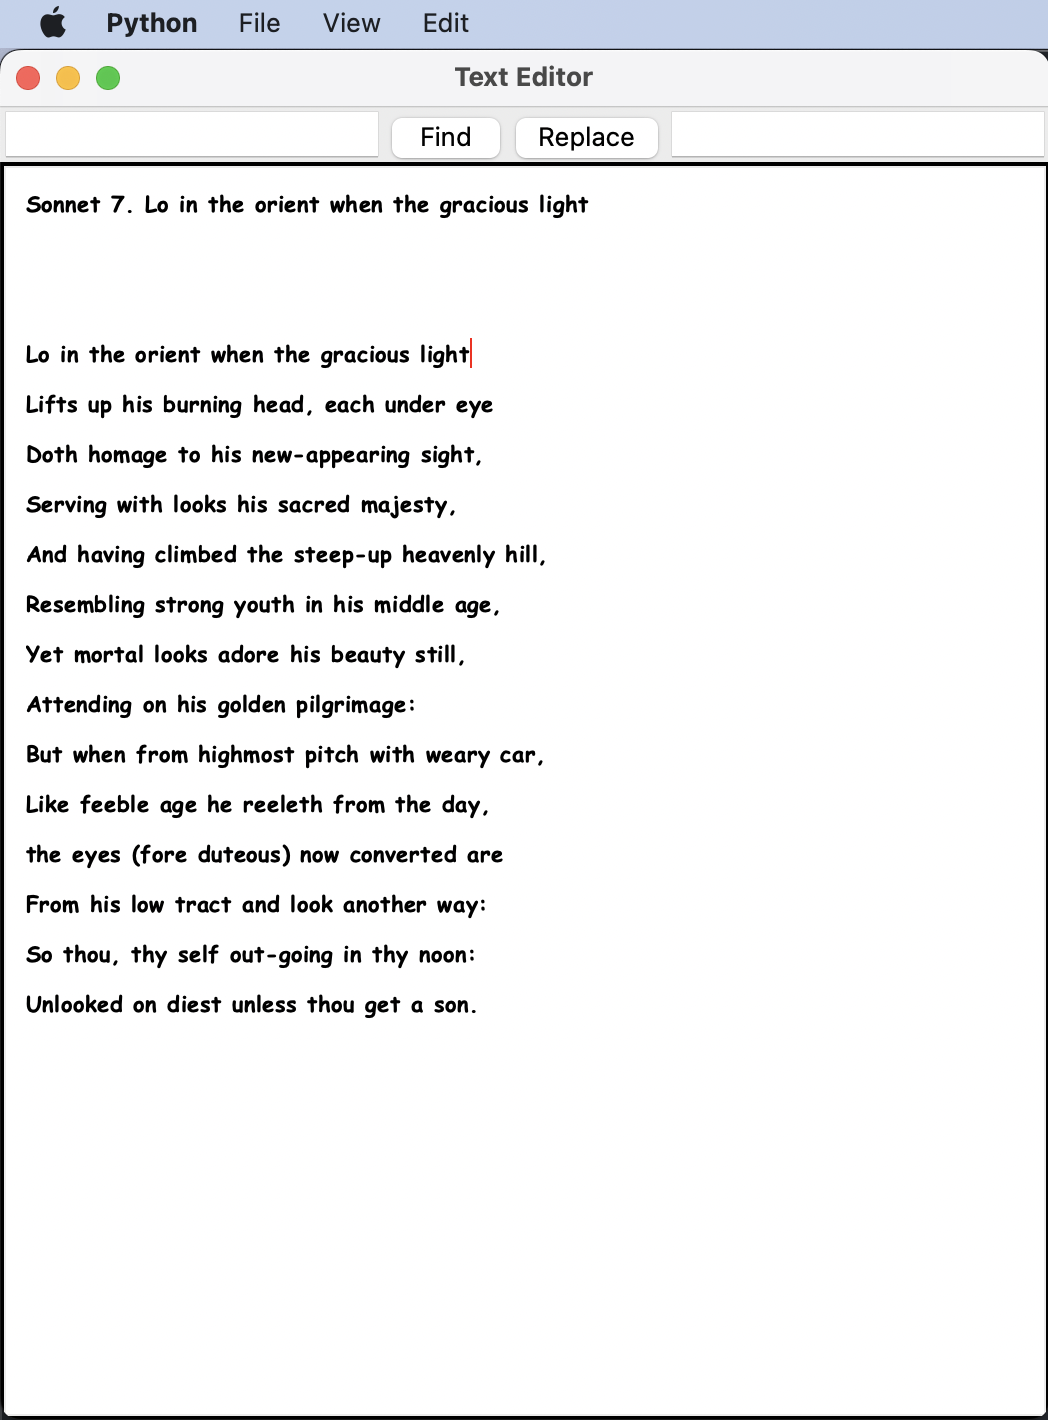 Python File View Edit
Text Editor
Find Replace
Sonnet 7. Lo in the orient when the gracious light
Lo in the orient when the gracious light
Lifts up his burning head, each under eye
Doth homage to his new-appearing sight,
Serving with looks his sacred majesty,
And having climbed the steep-up heavenly hill,
Resembling strong youth in his middle age,
Yet mortal looks adore his beauty still,
Attending on his golden pilgrimage:
But when from highmost pitch with weary car,
Like feeble age he reeleth from the day,
the eyes (fore duteous) now converted are
From his low tract and look another way:
So thou, thy self out-going in thy noon:
Unlooked on diest unless thou get a son.